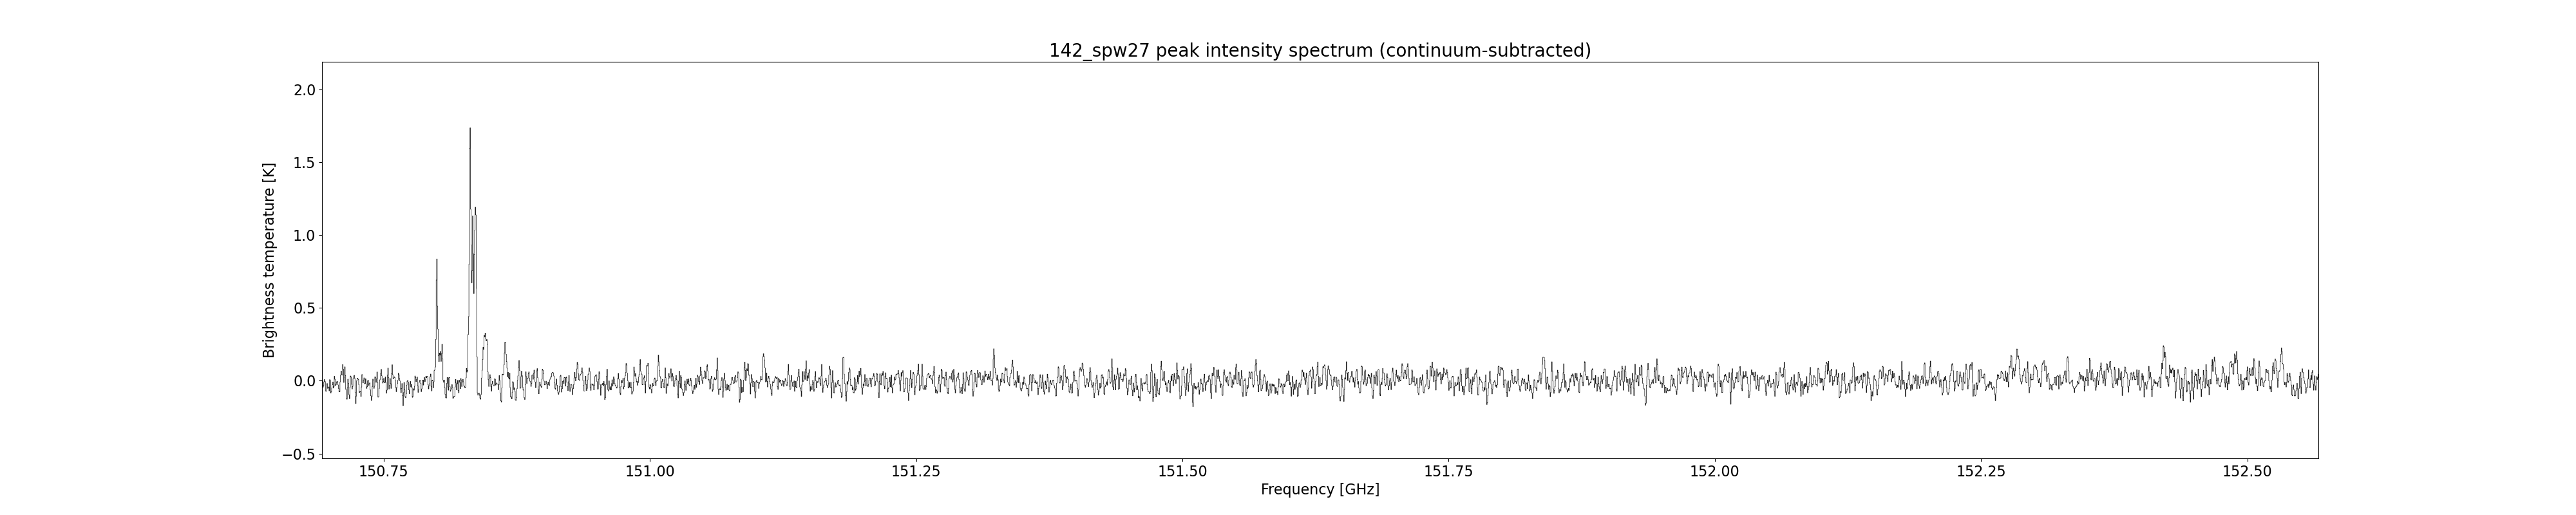 142_spw27 peak intensity spectrum (continuum-subtracted)
Brightness temperature [K]
2.0
1.5
1.0
0.5
0.0
−0.5
150.75 151.00 151.25 151.50 151.75 152.00 152.25 152.50
Frequency [GHz]